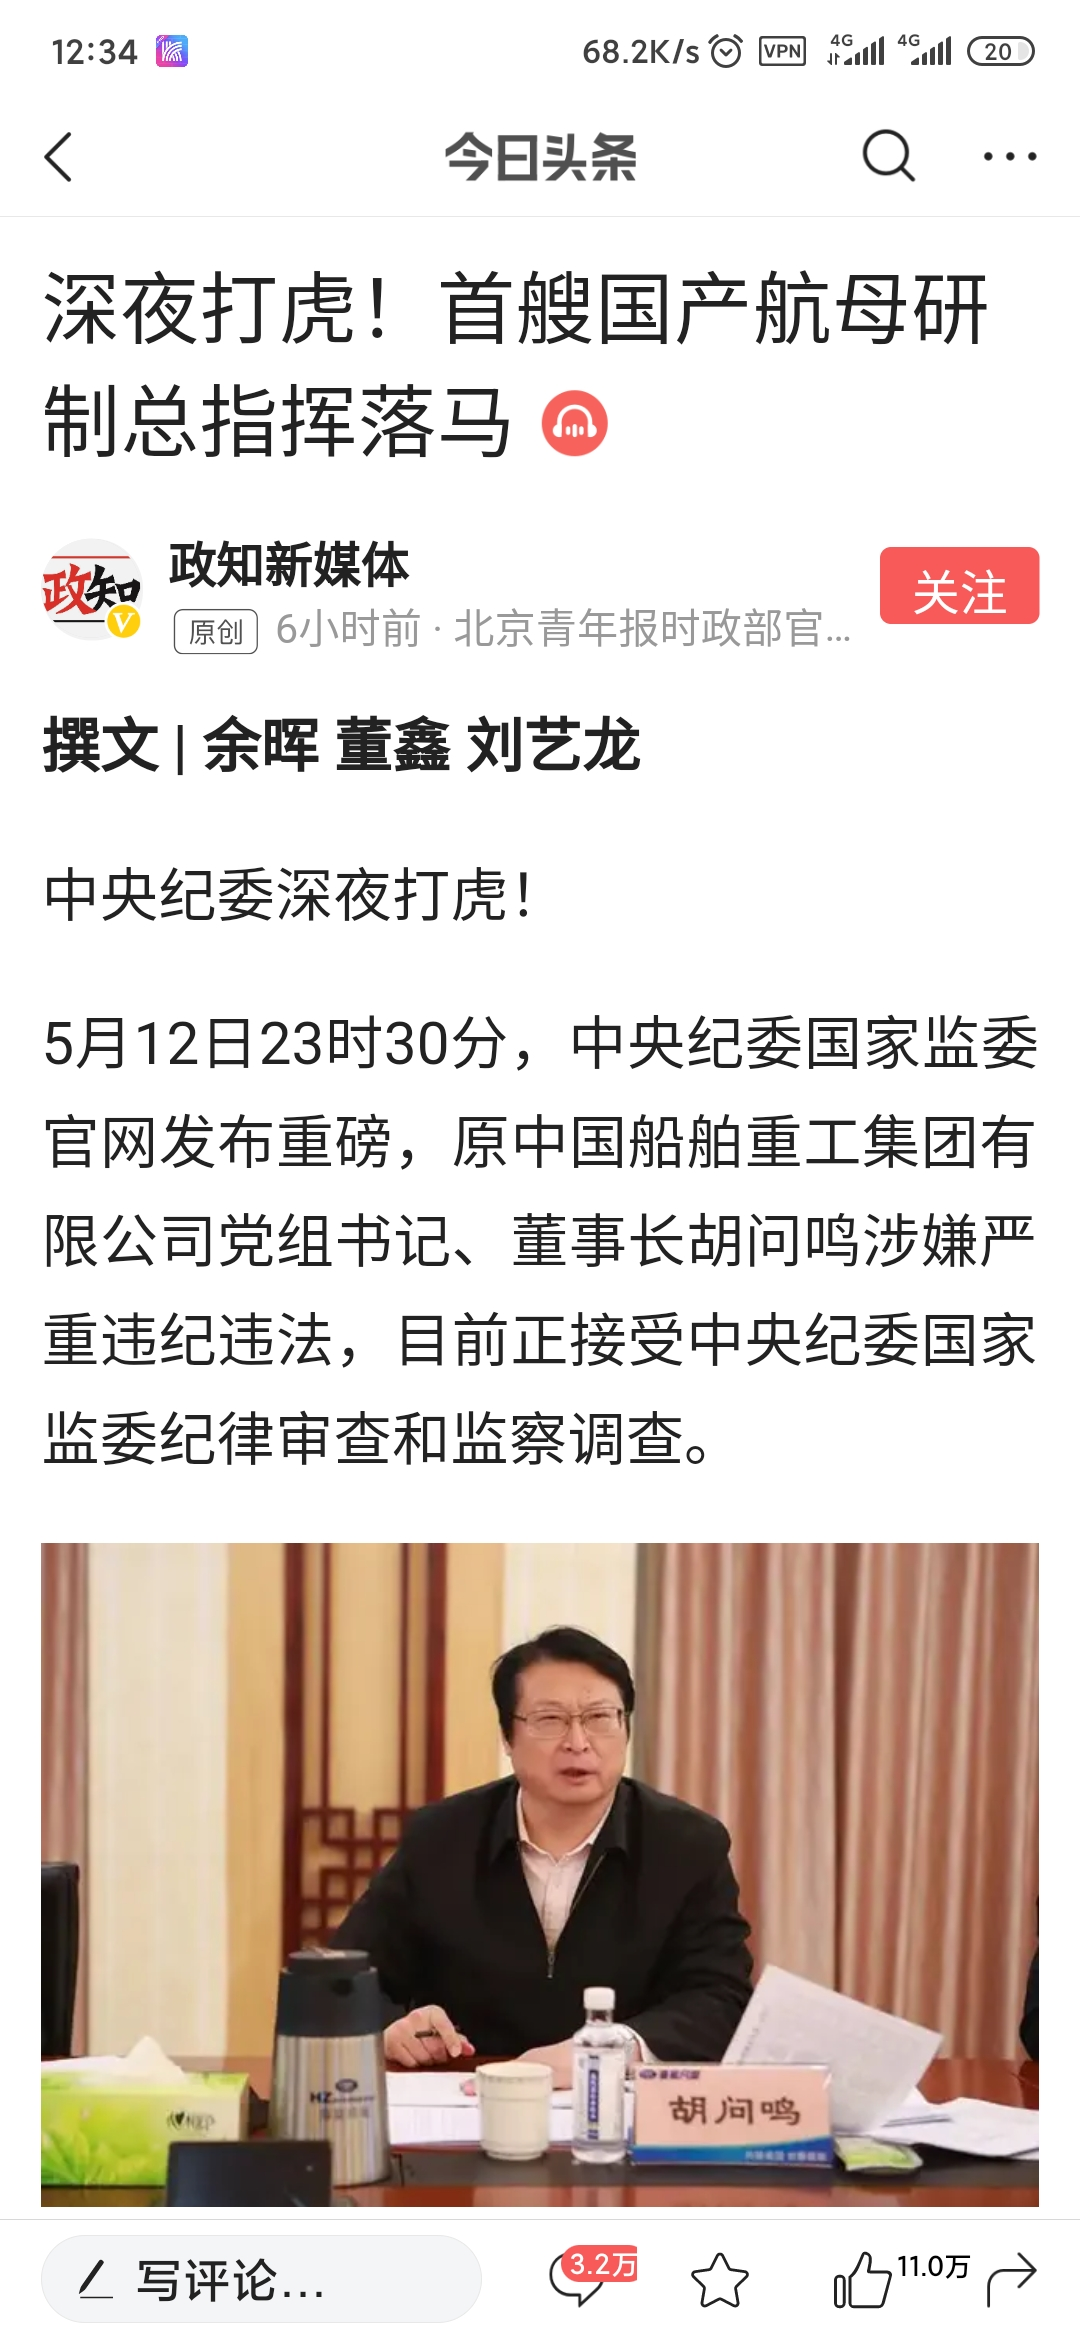 12:34
68.2K/s VPN 4G 4G 20
今日头条
深夜打虎！首艘国产航母研
制总指挥落马
政知
V
政知新媒体
原创 6小时前 · 北京青年报时政部官...
关注
撰文 | 余晖 董鑫 刘艺龙
中央纪委深夜打虎！
5月12日23时30分，中央纪委国家监委
官网发布重磅，原中国船舶重工集团有
限公司党组书记、董事长胡问鸣涉嫌严
重违纪违法，目前正接受中央纪委国家
监委纪律审查和监察调查。
HZ
胡问鸣
写评论...
3.2万
11.0万